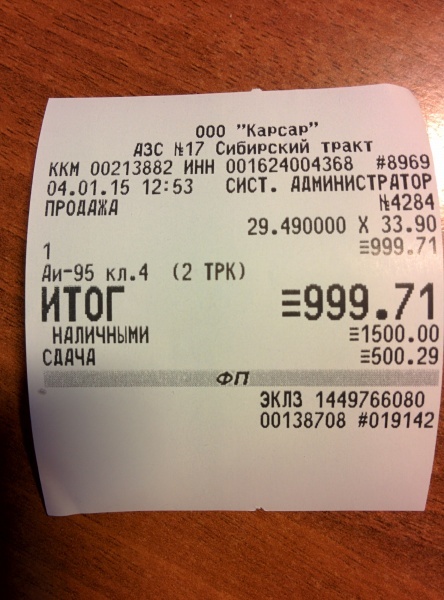 ООО "Карсар"
АЗС №17 Сибирский тракт
ККМ 00213882 ИНН 001624004368 #8969
04.01.15 12:53 СИСТ. АДМИНИСТРАТОР
ПРОДАЖА №4284
29.490000 X 33.90
1 ≡999.71
Аи-95 кл.4 (2 ТРК)
ИТОГ ≡999.71
НАЛИЧНЫМИ ≡1500.00
СДАЧА ≡500.29
ФП
ЭКЛЗ 1449766080
00138708 #019142